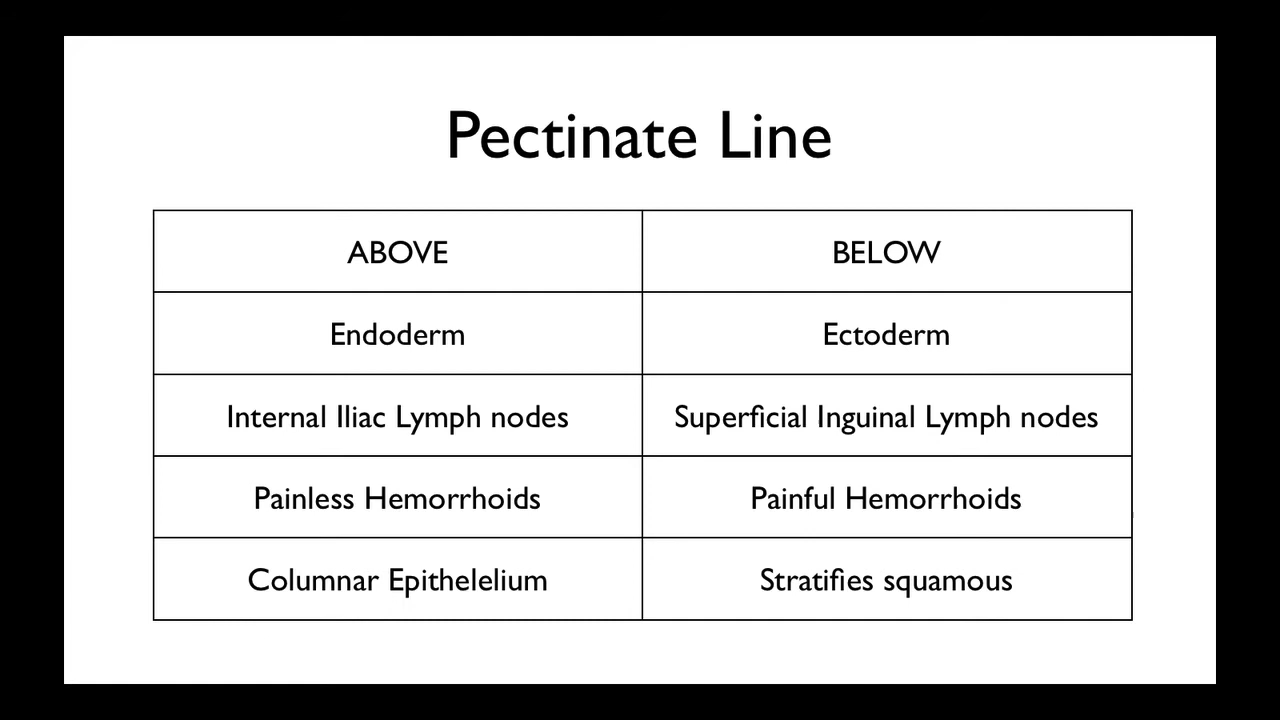 Pectinate Line
ABOVE
BELOW
Endoderm
Ectoderm
Internal Iliac Lymph nodes
Superficial Inguinal Lymph nodes
Painless Hemorrhoids
Painful Hemorrhoids
Columnar Epithelelium
Stratifies squamous